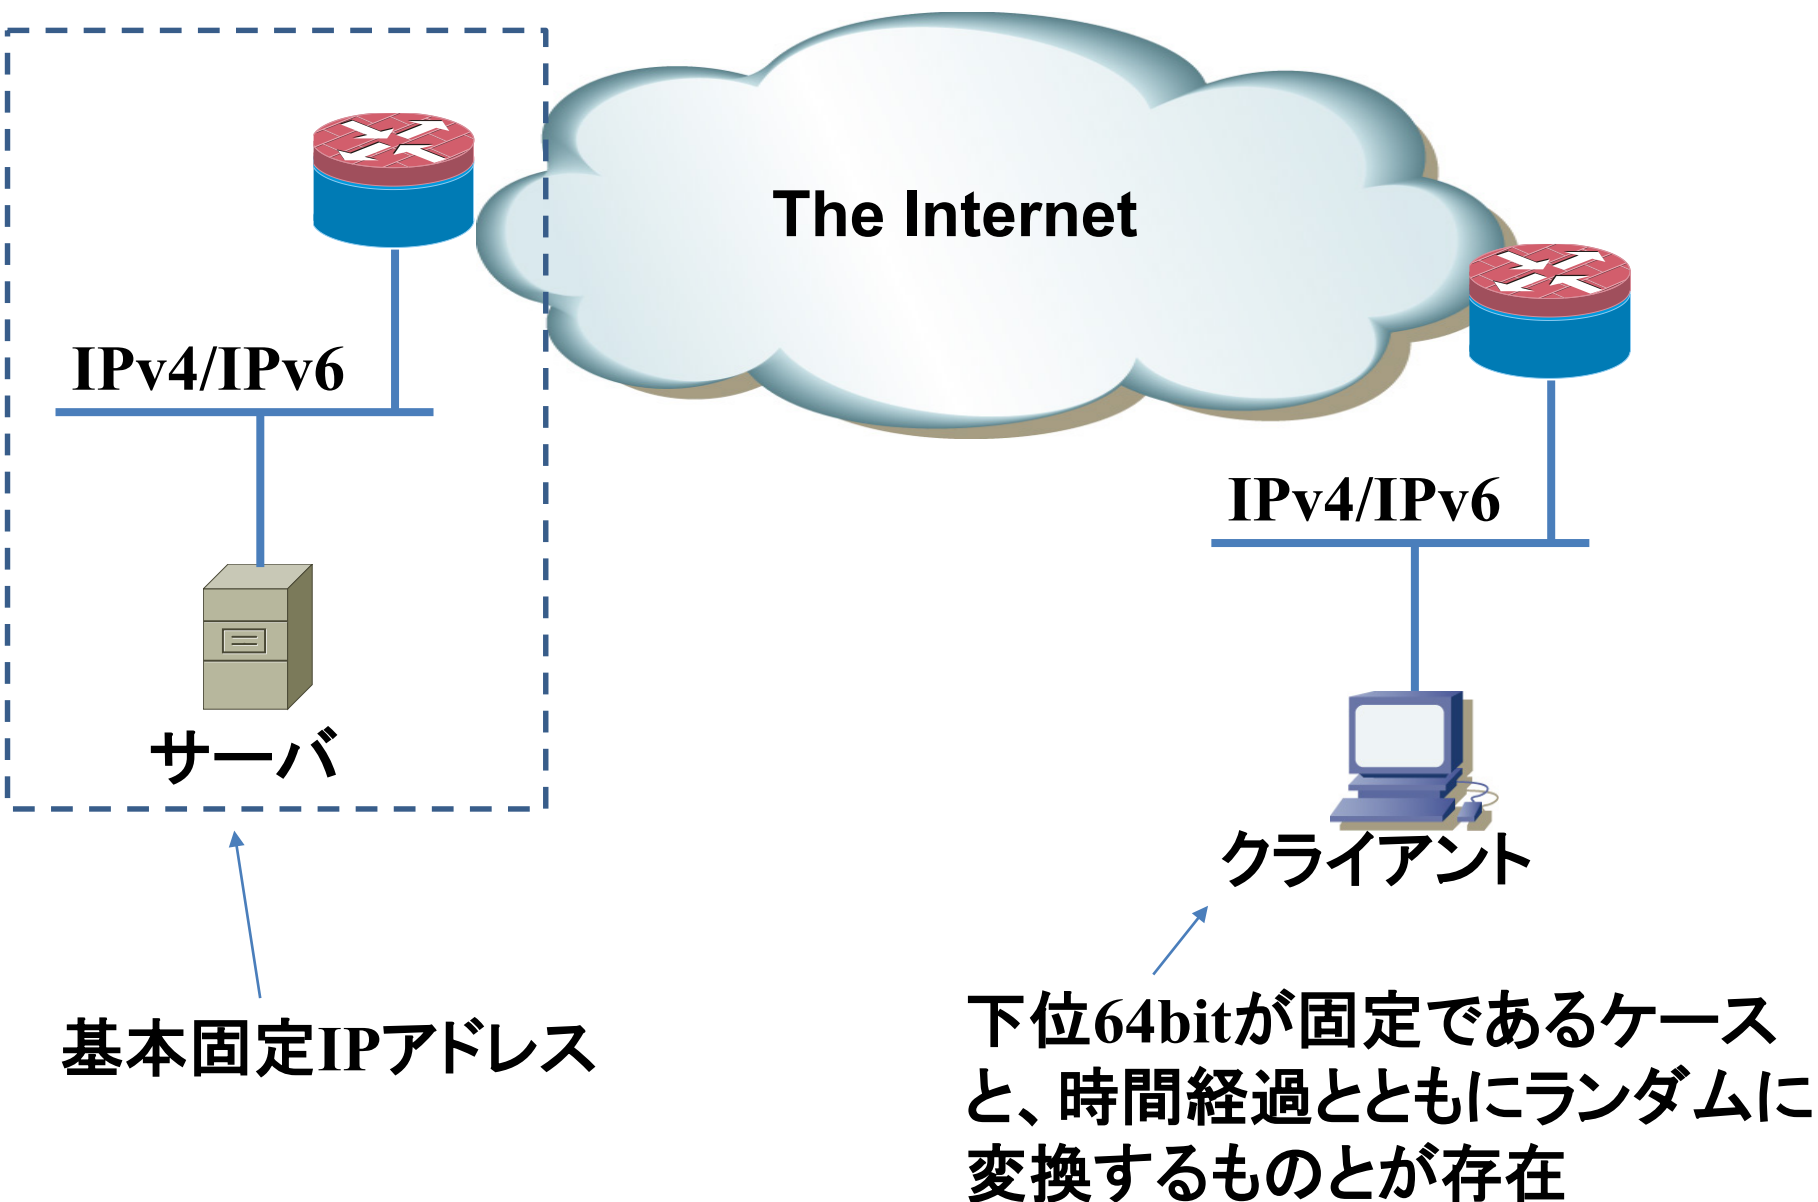 The Internet
IPv4/IPv6
IPv4/IPv6
サーバ
クライアント
基本固定IPアドレス
下位64bitが固定であるケース
と、時間経過とともにランダムに
変換するものとが存在